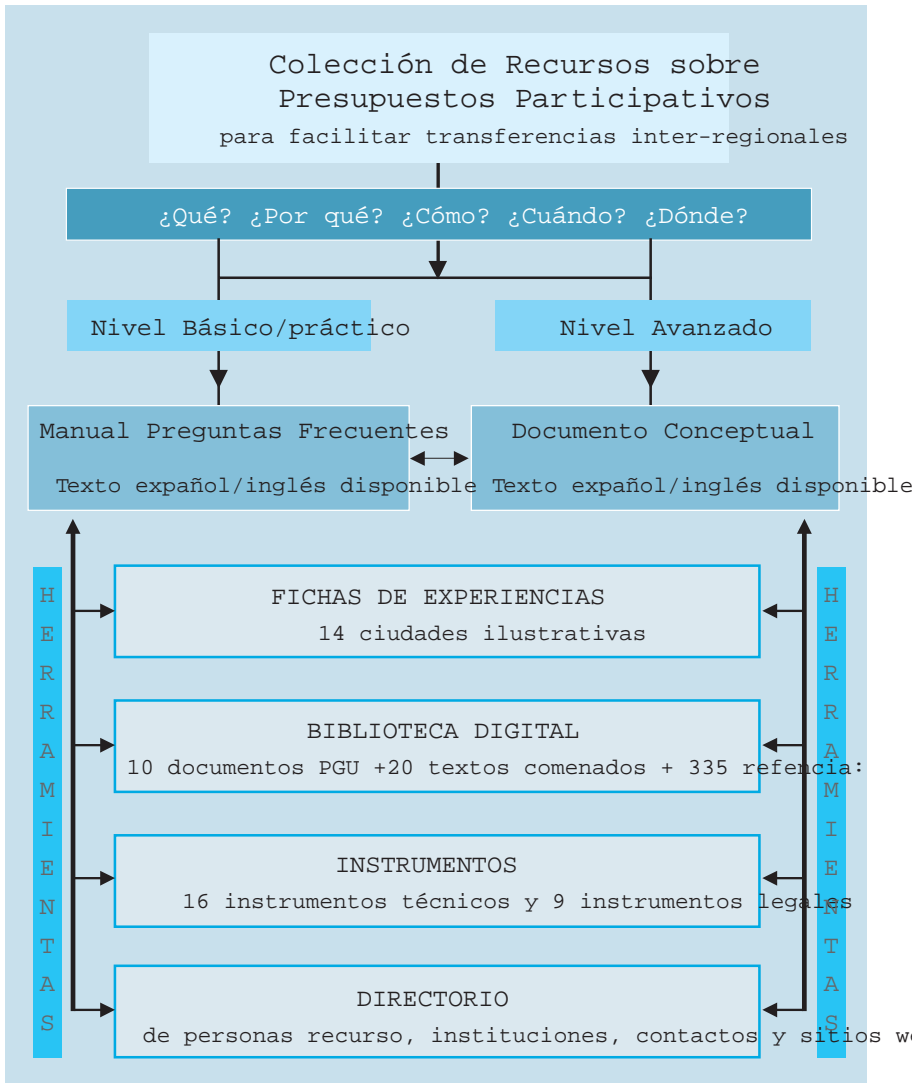 Colección de Recursos sobre
Presupuestos Participativos
para facilitar transferencias inter-regionales
¿Qué? ¿Por qué? ¿Cómo? ¿Cuándo? ¿Dónde?
Nivel Básico/práctico
Nivel Avanzado
Manual Preguntas Frecuentes
Texto español/inglés disponible
Documento Conceptual
Texto español/inglés disponible
HERRAMIENTAS
FICHAS DE EXPERIENCIAS
14 ciudades ilustrativas
BIBLIOTECA DIGITAL
10 documentos PGU +20 textos comenados + 335 refencia:
INSTRUMENTOS
16 instrumentos técnicos y 9 instrumentos legales
DIRECTORIO
de personas recurso, instituciones, contactos y sitios we
HERRAMIENTAS